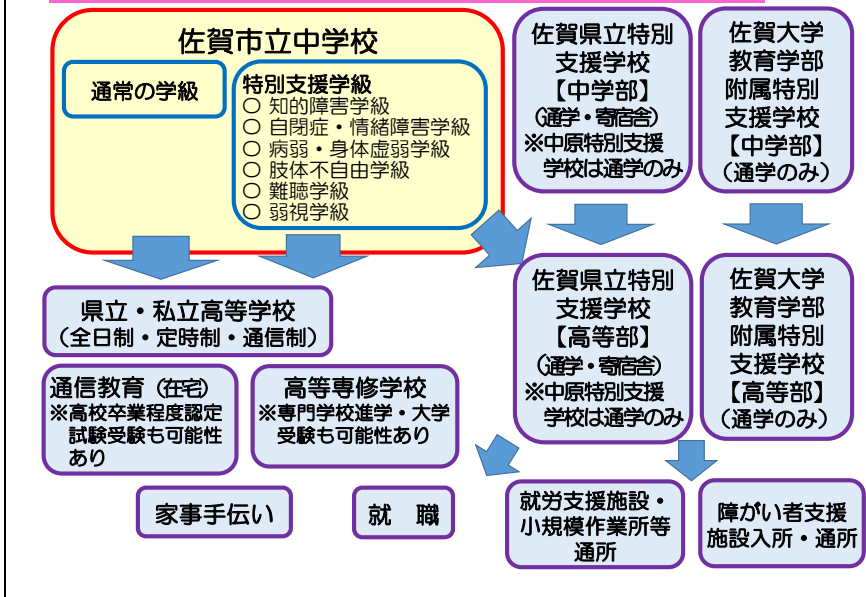 佐賀市立中学校
通常の学級
特別支援学級
〇 知的障害学級
〇 自閉症・情緒障害学級
〇 病弱・身体虚弱学級
〇 肢体不自由学級
〇 難聴学級
〇 弱視学級
佐賀県立特別
支援学校
【中学部】
(通学・寄宿舎)
※中原特別支援
学校は通学のみ
佐賀大学
教育学部
附属特別
支援学校
【中学部】
(通学のみ)
県立・私立高等学校
(全日制・定時制・通信制)
通信教育(在宅)
※高校卒業程度認定
試験受験も可能性
あり
高等専修学校
※専門学校進学・大学
受験も可能性あり
佐賀県立特別
支援学校
【高等部】
(通学・寄宿舎)
※中原特別支援
学校は通学のみ
佐賀大学
教育学部
附属特別
支援学校
【高等部】
(通学のみ)
家事手伝い
就　職
就労支援施設・
小規模作業所等
通所
障がい者支援
施設入所・通所